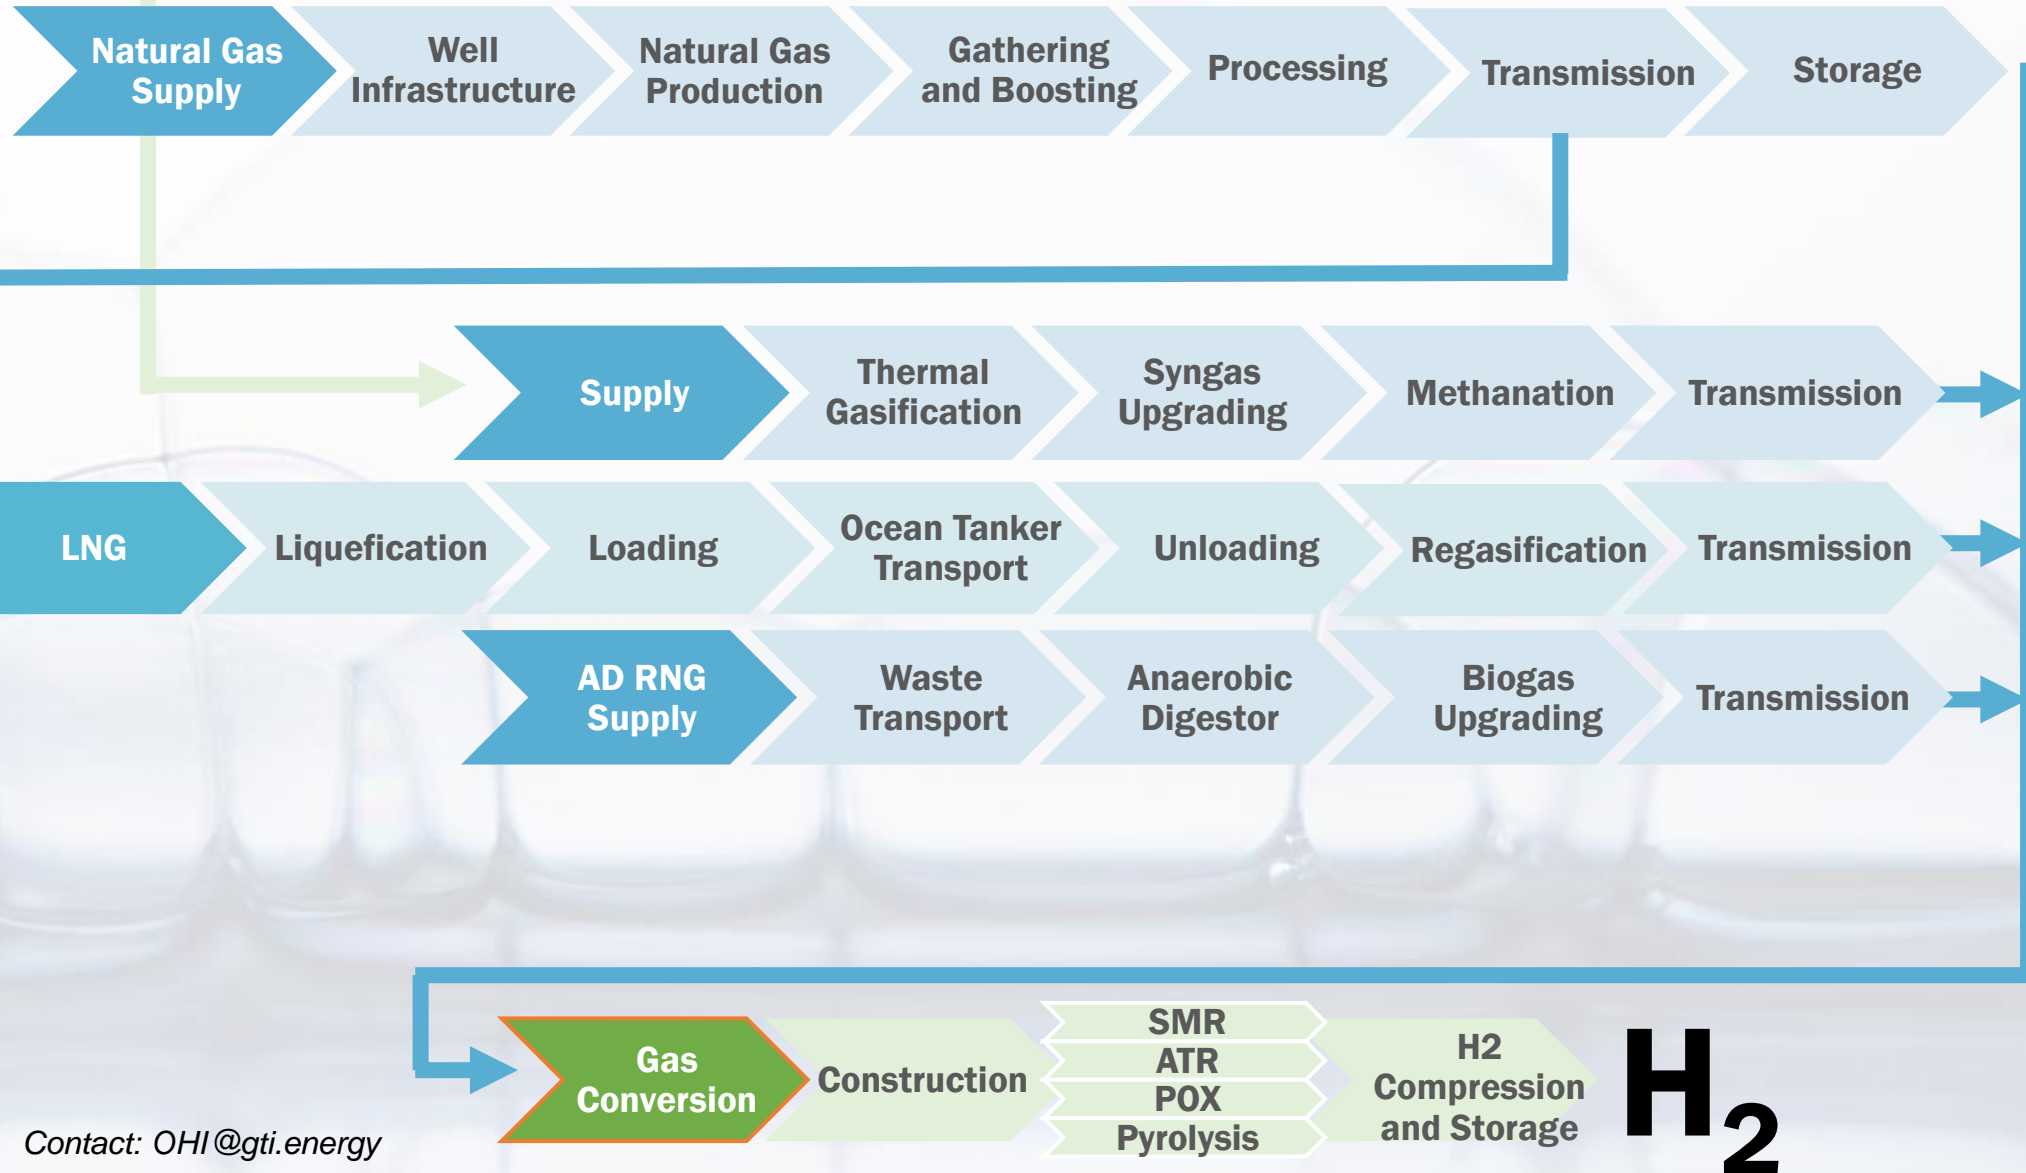 Natural Gas
Supply
Well
Infrastructure
Natural Gas
Production
Gathering
and Boosting
Processing
Transmission
Storage
Supply
Thermal
Gasification
Syngas
Upgrading
Methanation
Transmission
LNG
Liquefication
Loading
Ocean Tanker
Transport
Unloading
Regasification
Transmission
AD RNG
Supply
Waste
Transport
Anaerobic
Digestor
Biogas
Upgrading
Transmission
Gas
Conversion
Construction
SMR
ATR
POX
Pyrolysis
H2
Compression
and Storage
H2
Contact: OHI@gti.energy